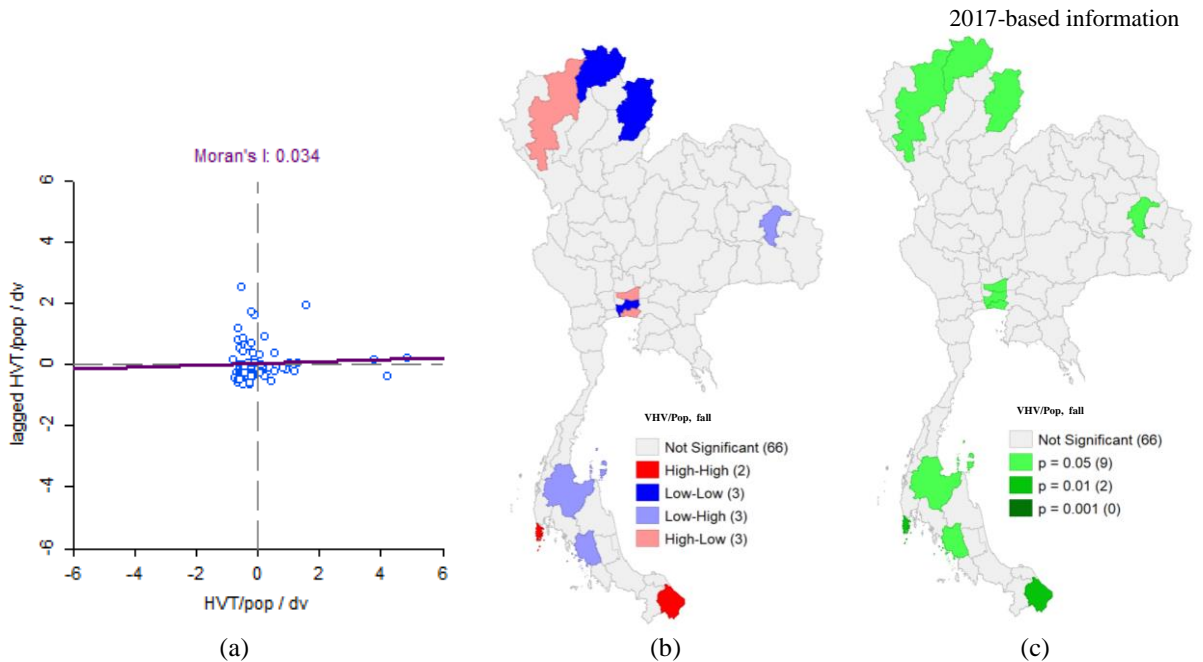 2017-based information
Moran's I: 0.034
6
4
2
0
-2
-4
-6
lagged HVT/pop / dv
-6
-4
-2
0
2
4
6
HVT/pop / dv
(a)
VHV/Pop, fall
Not Significant (66)
High-High (2)
Low-Low (3)
Low-High (3)
High-Low (3)
(b)
VHV/Pop, fall
Not Significant (66)
p = 0.05 (9)
p = 0.01 (2)
p = 0.001 (0)
(c)